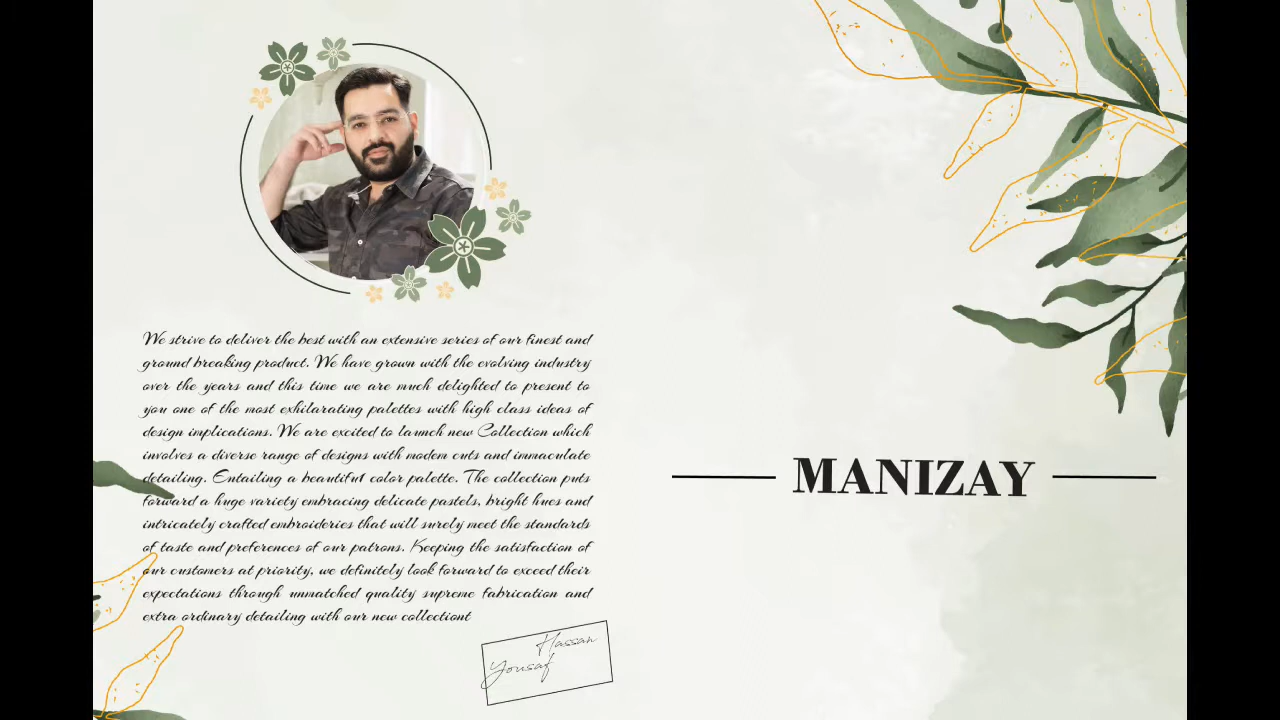 We strive to deliver the best with an extensive series of our finest and
ground breaking product. We have grown with the evolving industry
over the years and this time we are much delighted to present to
you one of the most exhilarating palettes with high class ideas of
design implications. We are excited to launch new Collection which
involves a diverse range of designs with modern cuts and immaculate
detailing. Entailing a beautiful color palette. The collection puts
forward a huge variety embracing delicate pastels, bright hues and
intricately crafted embroideries that will surely meet the standards
of taste and preferences of our patrons. Keeping the satisfaction of
our customers at priority, we definitely look forward to exceed their
expectations through unmatched quality supreme fabrication and
extra ordinary detailing with our new collectiont
Hassan
Yousaf
MANIZAY